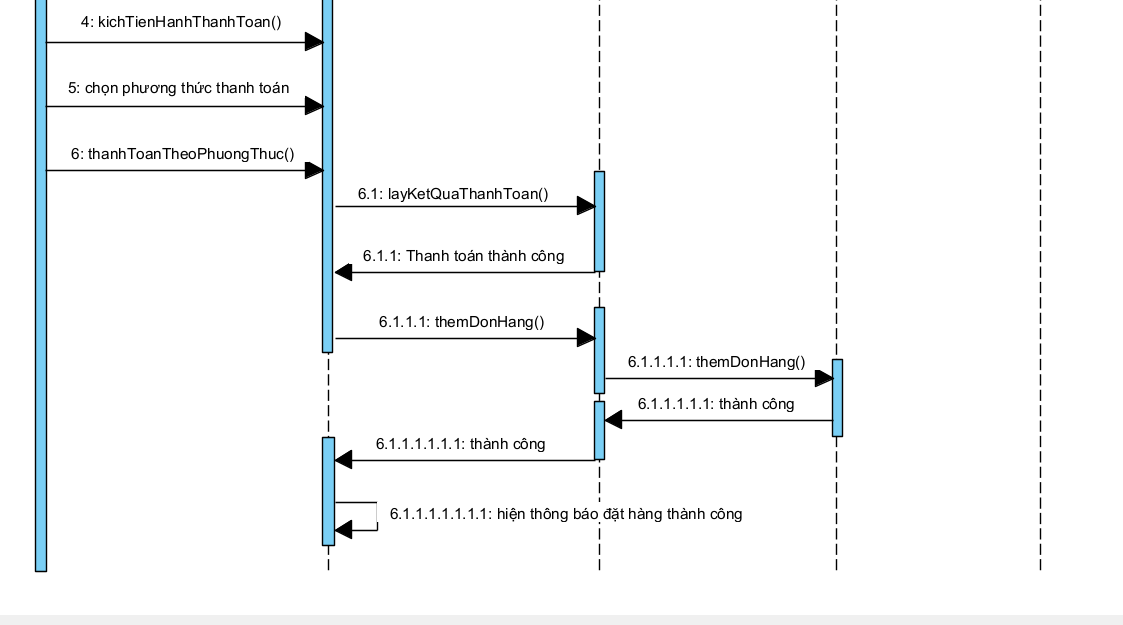 4: kichTienHanhThanhToan()
5: chọn phương thức thanh toán
6: thanhToanTheoPhuongThuc()
6.1: layKetQuaThanhToan()
6.1.1: Thanh toán thành công
6.1.1.1: themDonHang()
6.1.1.1.1: themDonHang()
6.1.1.1.1.1: thành công
6.1.1.1.1.1.1: thành công
6.1.1.1.1.1.1.1: hiện thông báo đặt hàng thành công